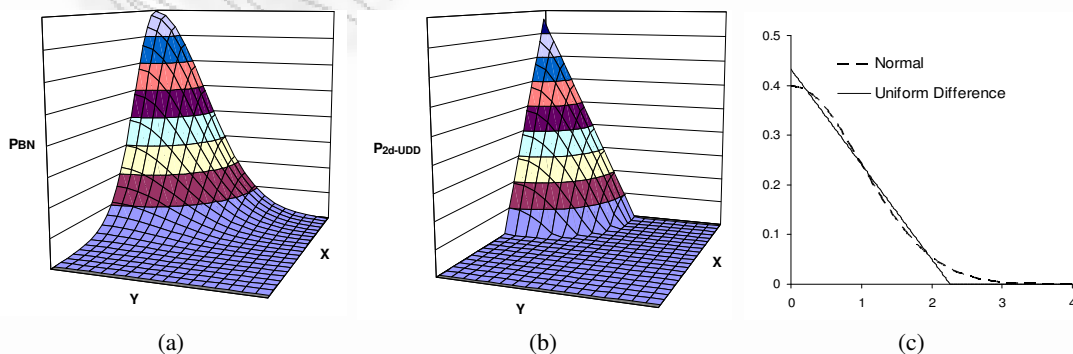 PBN
Y
X
(a)
P2d-UDD
Y
X
(b)
0.5
0.4
0.3
0.2
0.1
0
0 1 2 3 4
Normal
Uniform Difference
(c)